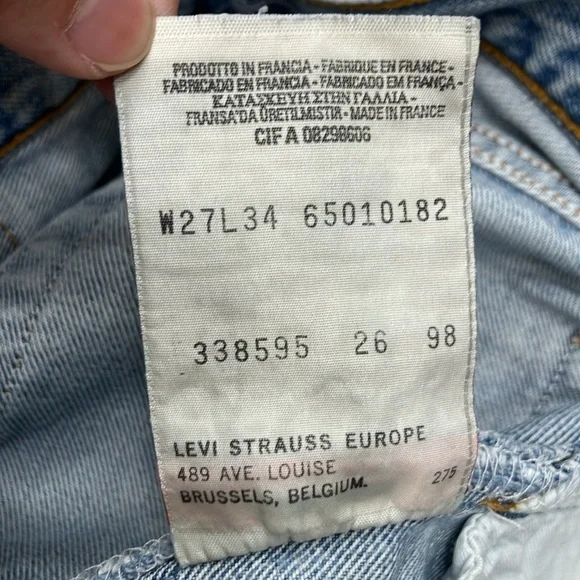 PRODOTTO IN FRANCIA - FABRIQUE EN FRANCE -
FABRICADO EN FRANCIA - FABRICADO EM FRANÇA -
ΚΑΤΑΣΚΕΥΗ ΣΤΗΝ ΓΑΛΛΙΑ -
FRANSA'DA ÜRETILMISTIR - MADE IN FRANCE
CIF A 08298606
W27L34 65010182
338595 26 98
LEVI STRAUSS EUROPE
489 AVE. LOUISE
BRUSSELS, BELGIUM. 275